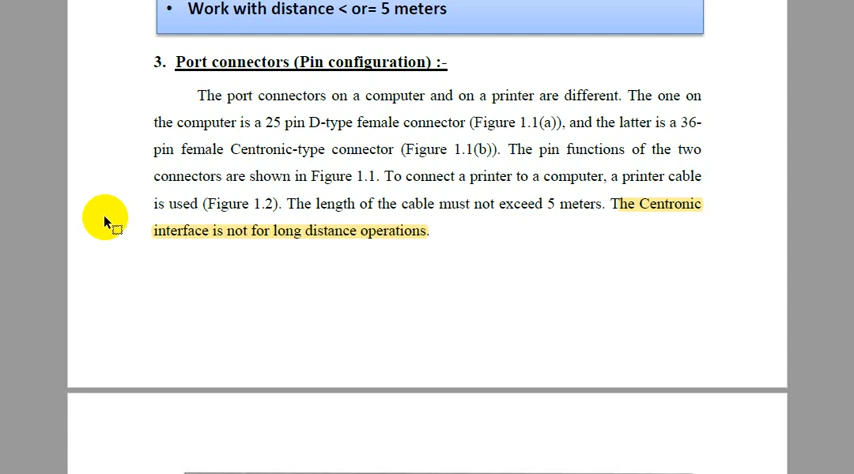 • Work with distance < or= 5 meters
3. Port connectors (Pin configuration) :-
The port connectors on a computer and on a printer are different. The one on
the computer is a 25 pin D-type female connector (Figure 1.1(a)), and the latter is a 36-
pin female Centronic-type connector (Figure 1.1(b)). The pin functions of the two
connectors are shown in Figure 1.1. To connect a printer to a computer, a printer cable
is used (Figure 1.2). The length of the cable must not exceed 5 meters. The Centronic
interface is not for long distance operations.